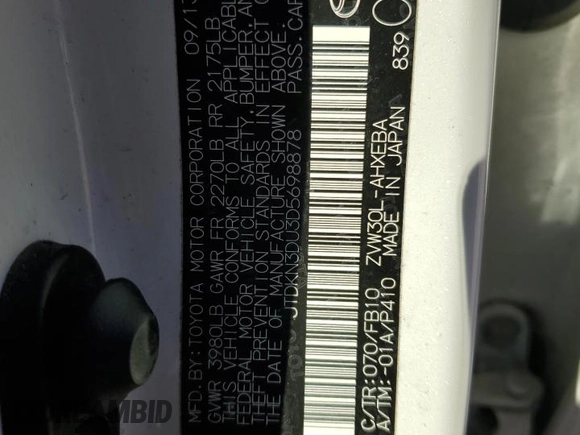 MFD. BY: TOYOTA MOTOR CORPORATION 09/13
GVWR 3980LB GAWR FR 2270LB RR 2175LB
THIS VEHICLE CONFORMS TO ALL APPLICABLE
FEDERAL MOTOR VEHICLE SAFETY, BUMPER, AND
THEFT PREVENTION STANDARDS IN EFFECT ON
THE DATE OF MANUFACTURE SHOWN ABOVE.
JTDKN3DU3D5698878 PASS. CAR
C/TR: 070/FB10 ZVW30L-AHXEBA
A/TM: -01A/P410 MADE IN JAPAN 839